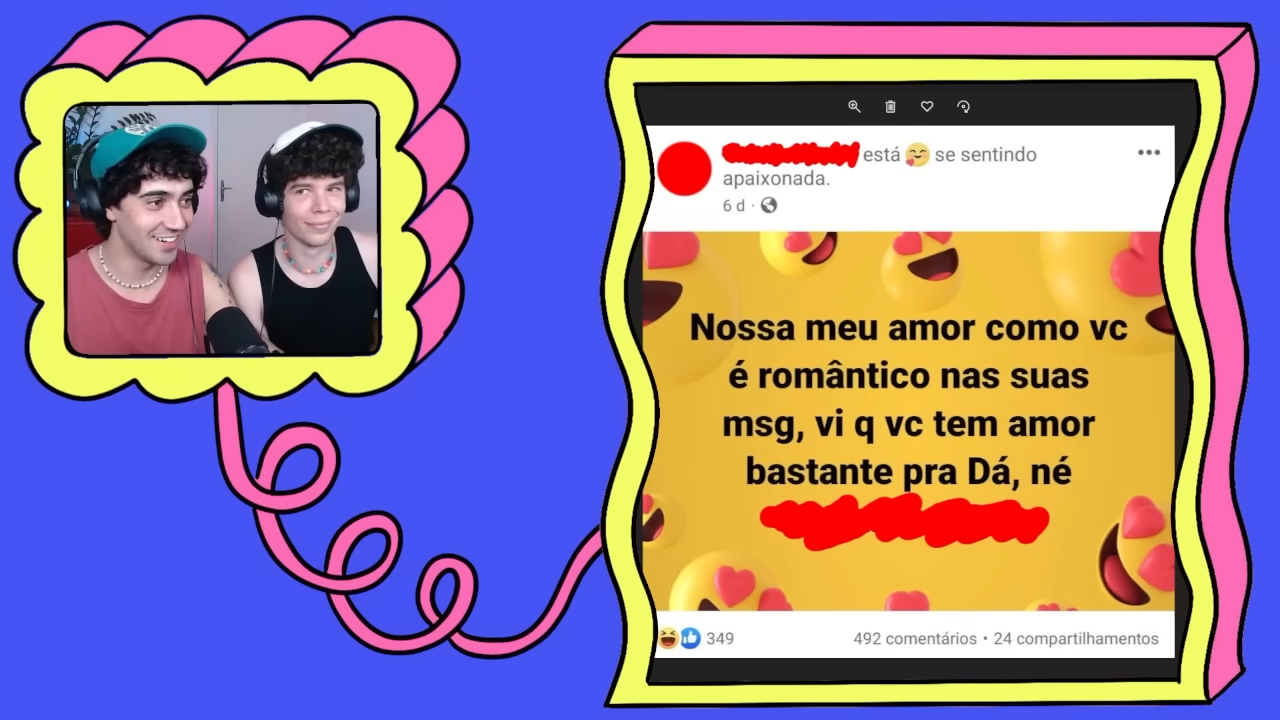 está 🥰 se sentindo
apaixonada.
6 d ·
Nossa meu amor como vc
é romântico nas suas
msg, vi q vc tem amor
bastante pra Dá, né
349
492 comentários • 24 compartilhamentos